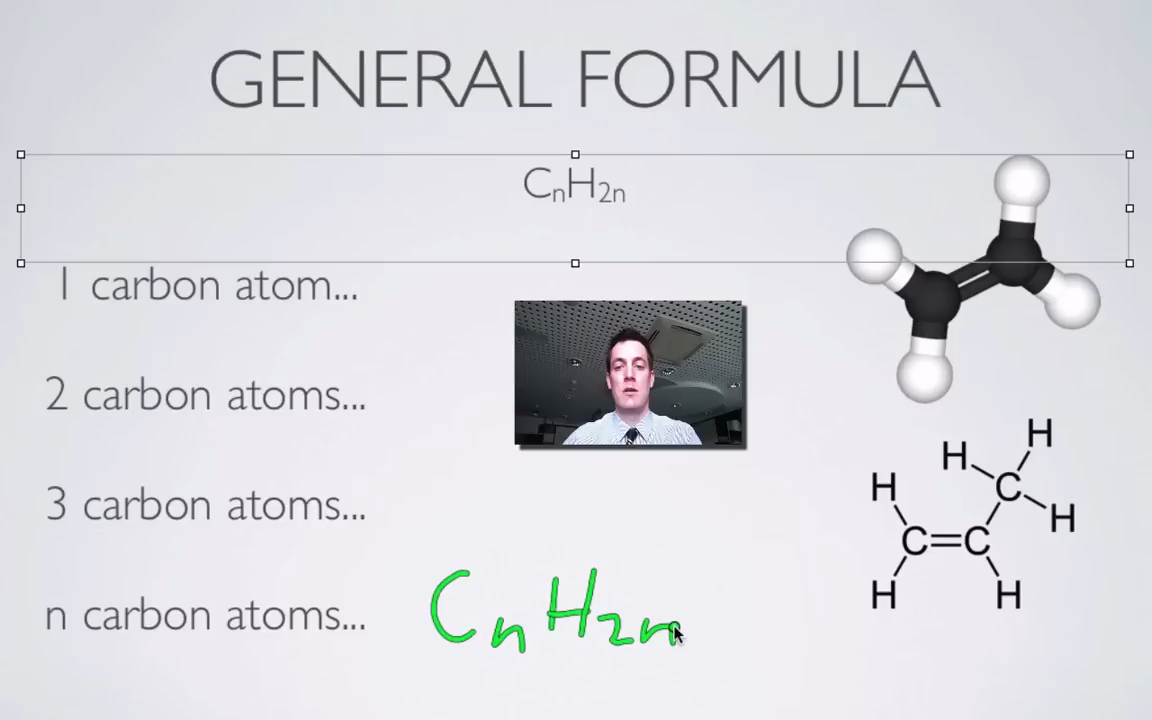 GENERAL FORMULA
CₙH₂ₙ
1 carbon atom...
2 carbon atoms...
3 carbon atoms...
n carbon atoms... CₙH₂ₙ
H
H C
H H
C=C
H H